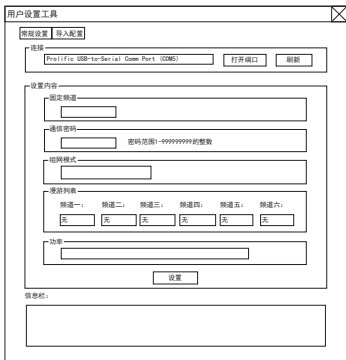 用户设置工具
常规设置 导入配置
连接
Prolific USB-to-Serial Comm Port (COM5) 打开端口 刷新
设置内容
固定频道
通信密码
密码范围1-999999999的整数
组网模式
漫游列表
频道一： 频道二： 频道三： 频道四： 频道五： 频道六：
无 无 无 无 无 无
功率
设置
信息栏：